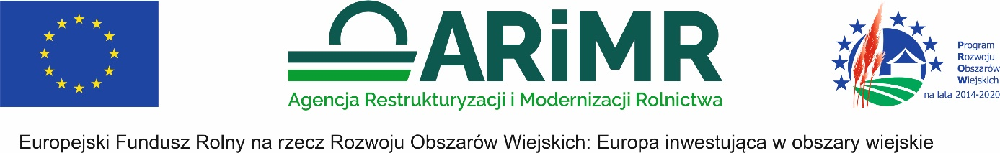 ARiMR
Agencja Restrukturyzacji i Modernizacji Rolnictwa
Program
Rozwoju
Obszarów
Wiejskich
na lata 2014-2020
Europejski Fundusz Rolny na rzecz Rozwoju Obszarów Wiejskich: Europa inwestująca w obszary wiejskie